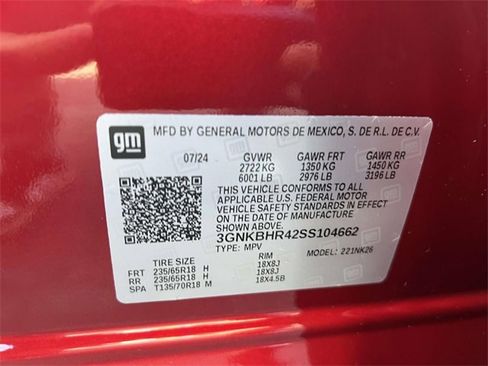 gm
MFD BY GENERAL MOTORS DE MEXICO, S. DE R.L. DE C.V.
07/24 GVWR GAWR FRT GAWR RR
2722 KG 1350 KG 1450 KG
6001 LB 2976 LB 3196 LB
THIS VEHICLE CONFORMS TO ALL
APPLICABLE U.S. FEDERAL MOTOR
VEHICLE SAFETY STANDARDS IN EFFECT
ON THE DATE OF MANUFACTURE
SHOWN ABOVE.
3GNKBHR42SS104662
TYPE: MPV MODEL: 221NK26
TIRE SIZE RIM
FRT 235/65R18 H 18X8J
RR 235/65R18 H 18X8J
SPA T135/70R18 M 18X4.5B